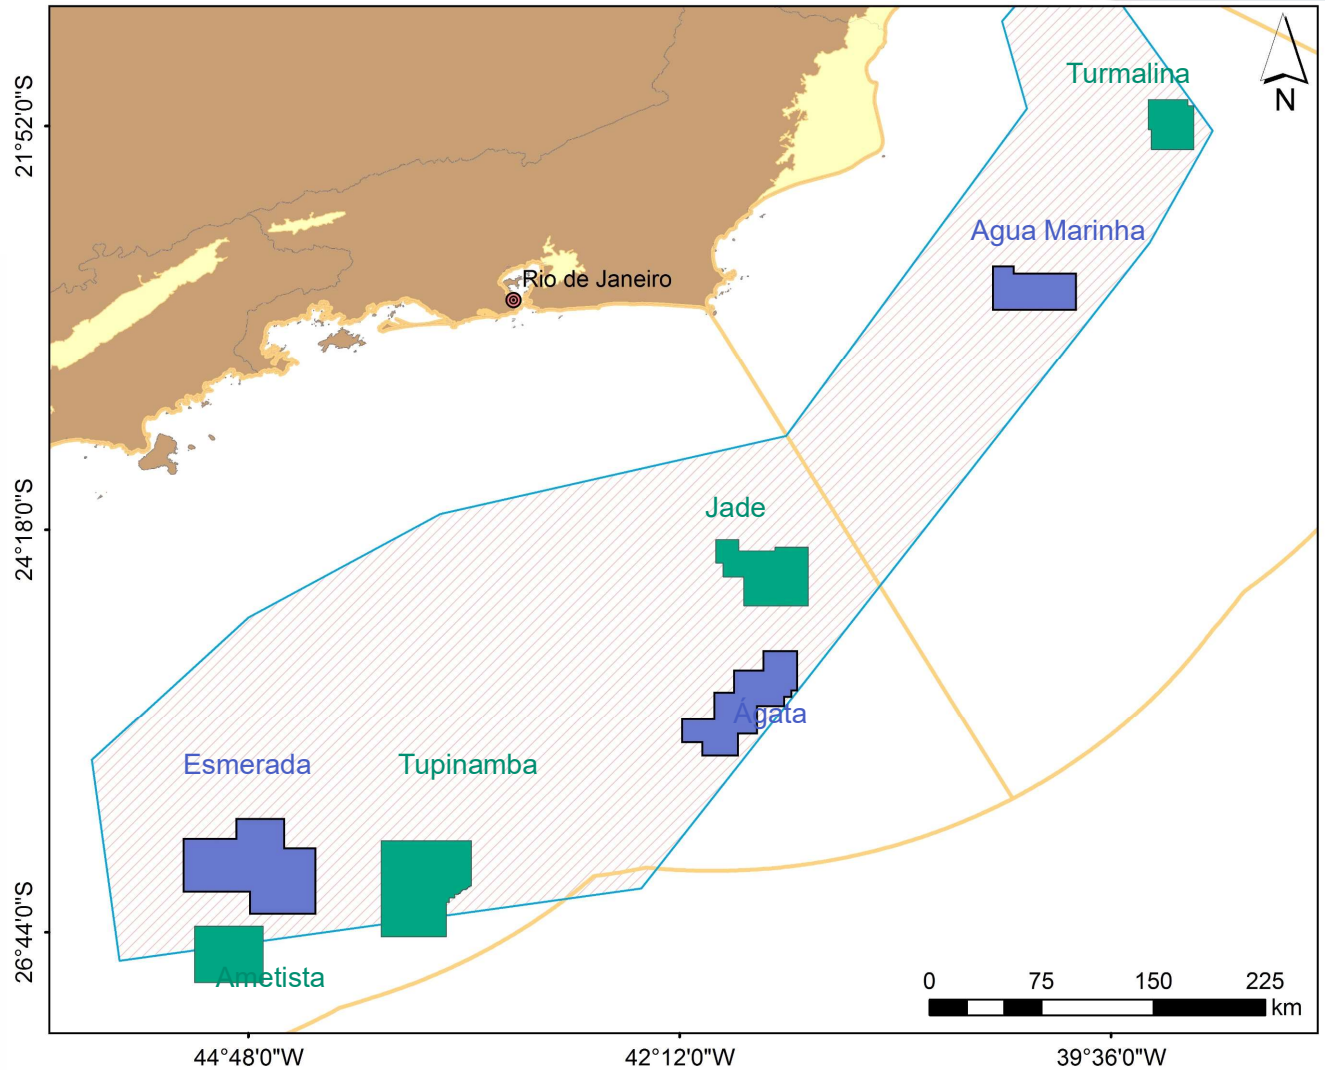 Turmalina
N
21°52'0"S
Agua Marinha
Rio de Janeiro
24°18'0"S
Jade
Ágata
Esmerada
Tupinamba
26°44'0"S
Ametista
0 75 150 225
km
44°48'0"W 42°12'0"W 39°36'0"W